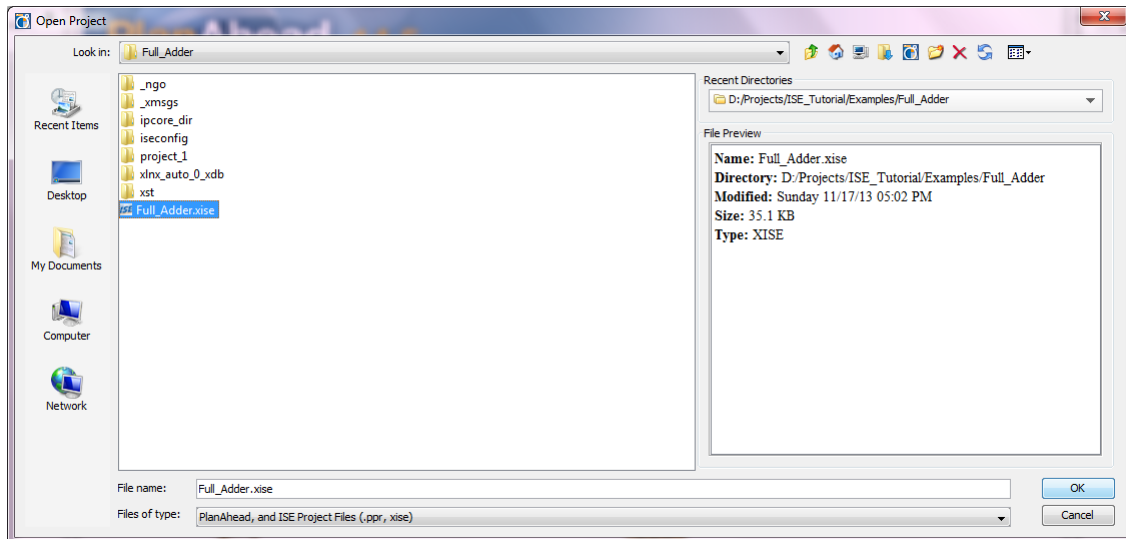 Open Project
Look in:
Full_Adder
Recent Items
Desktop
My Documents
Computer
Network
_ngo
_xmsgs
ipcore_dir
iseconfig
project_1
xlnx_auto_0_xdb
xst
Full_Adder.xise
Recent Directories
D:/Projects/ISE_Tutorial/Examples/Full_Adder
File Preview
Name: Full_Adder.xise
Directory: D:/Projects/ISE_Tutorial/Examples/Full_Adder
Modified: Sunday 11/17/13 05:02 PM
Size: 35.1 KB
Type: XISE
File name:
Full_Adder.xise
OK
Files of type:
PlanAhead, and ISE Project Files (.ppr, xise)
Cancel